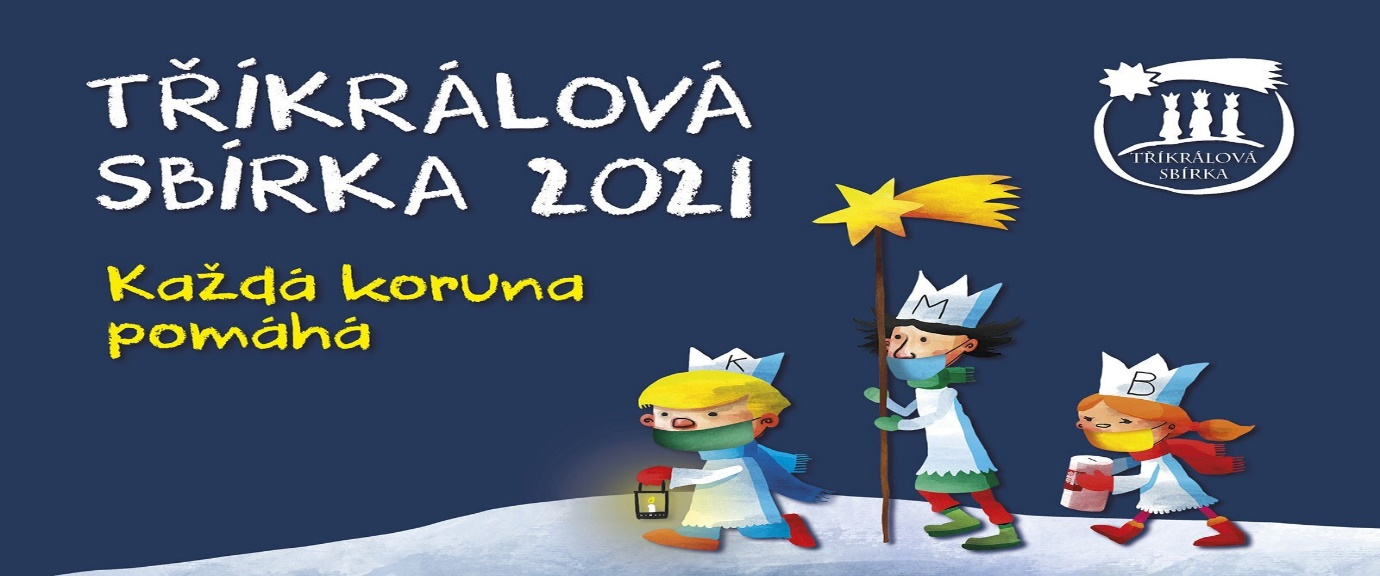 TŘÍKRÁLOVÁ
SBÍRKA 2021
Každá koruna
pomáhá
TŘÍKRÁLOVÁ
SBÍRKA
K
M
B